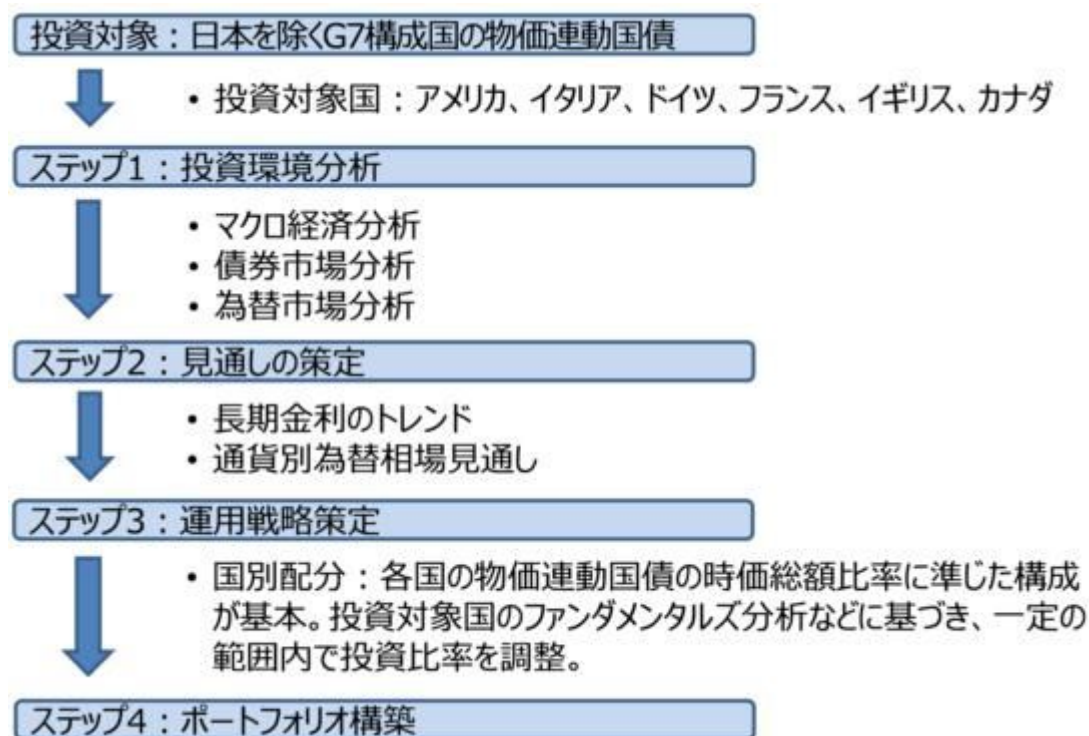 投資対象：日本を除くG7構成国の物価連動国債
• 投資対象国：アメリカ、イタリア、ドイツ、フランス、イギリス、カナダ
ステップ1：投資環境分析
• マクロ経済分析
• 債券市場分析
• 為替市場分析
ステップ2：見通しの策定
• 長期金利のトレンド
• 通貨別為替相場見通し
ステップ3：運用戦略策定
• 国別配分：各国の物価連動国債の時価総額比率に準じた構成
が基本。投資対象国のファンダメンタルズ分析などに基づき、一定の
範囲内で投資比率を調整。
ステップ4：ポートフォリオ構築